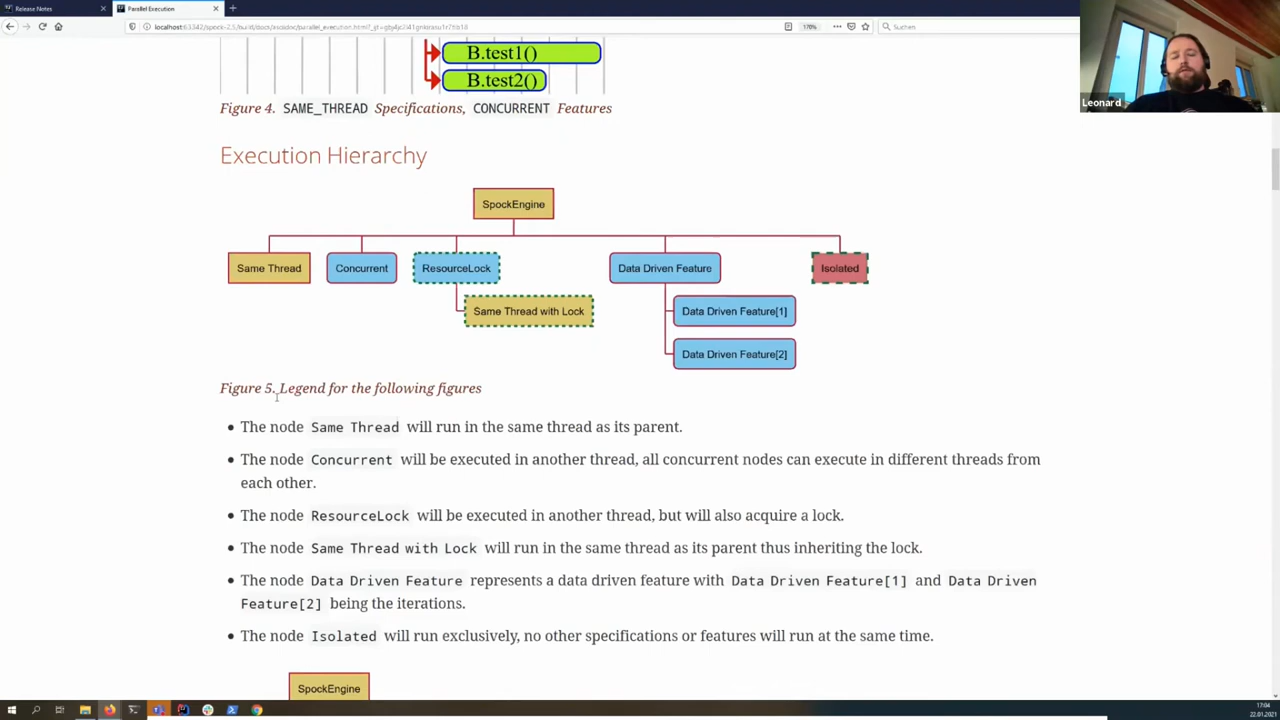 Release Notes
Parallel Execution
170%
Suchen
B.test1()
B.test2()
Leonard
Figure 4. SAME_THREAD Specifications, CONCURRENT Features
Execution Hierarchy
SpockEngine
Same Thread
Concurrent
ResourceLock
Data Driven Feature
Isolated
Same Thread with Lock
Data Driven Feature[1]
Data Driven Feature[2]
Figure 5. Legend for the following figures
The node Same Thread will run in the same thread as its parent.
The node Concurrent will be executed in another thread, all concurrent nodes can execute in different threads from
each other.
The node ResourceLock will be executed in another thread, but will also acquire a lock.
The node Same Thread with Lock will run in the same thread as its parent thus inheriting the lock.
The node Data Driven Feature represents a data driven feature with Data Driven Feature[1] and Data Driven
Feature[2] being the iterations.
The node Isolated will run exclusively, no other specifications or features will run at the same time.
SpockEngine
17:04
22.01.2021